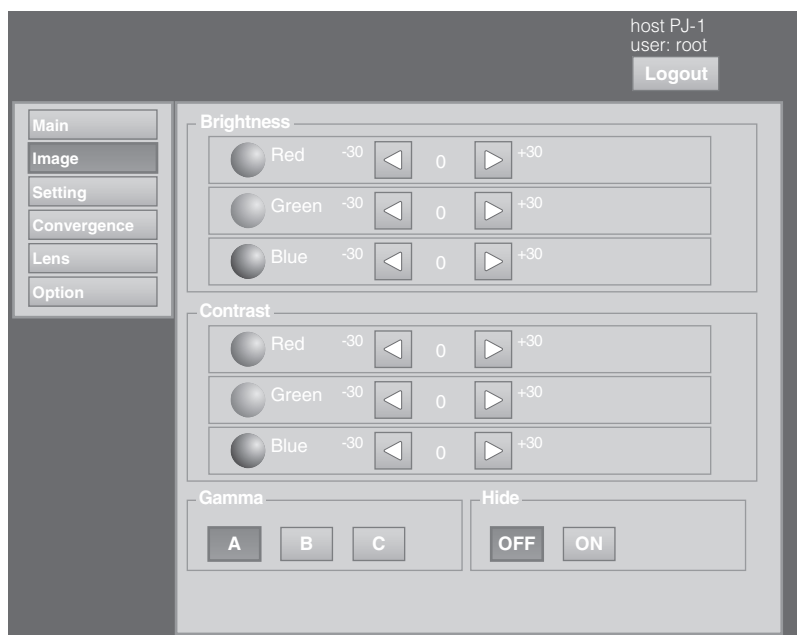 host PJ-1
user: root
Logout
Main
Image
Setting
Convergence
Lens
Option
Brightness
Red -30 0 +30
Green -30 0 +30
Blue -30 0 +30
Contrast
Red -30 0 +30
Green -30 0 +30
Blue -30 0 +30
Gamma
A B C
Hide
OFF ON